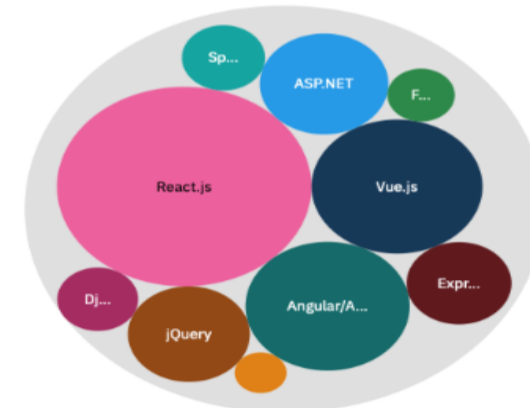 Sp...
ASP.NET
F...
React.js
Vue.js
Expr...
Dj...
Angular/A...
jQuery